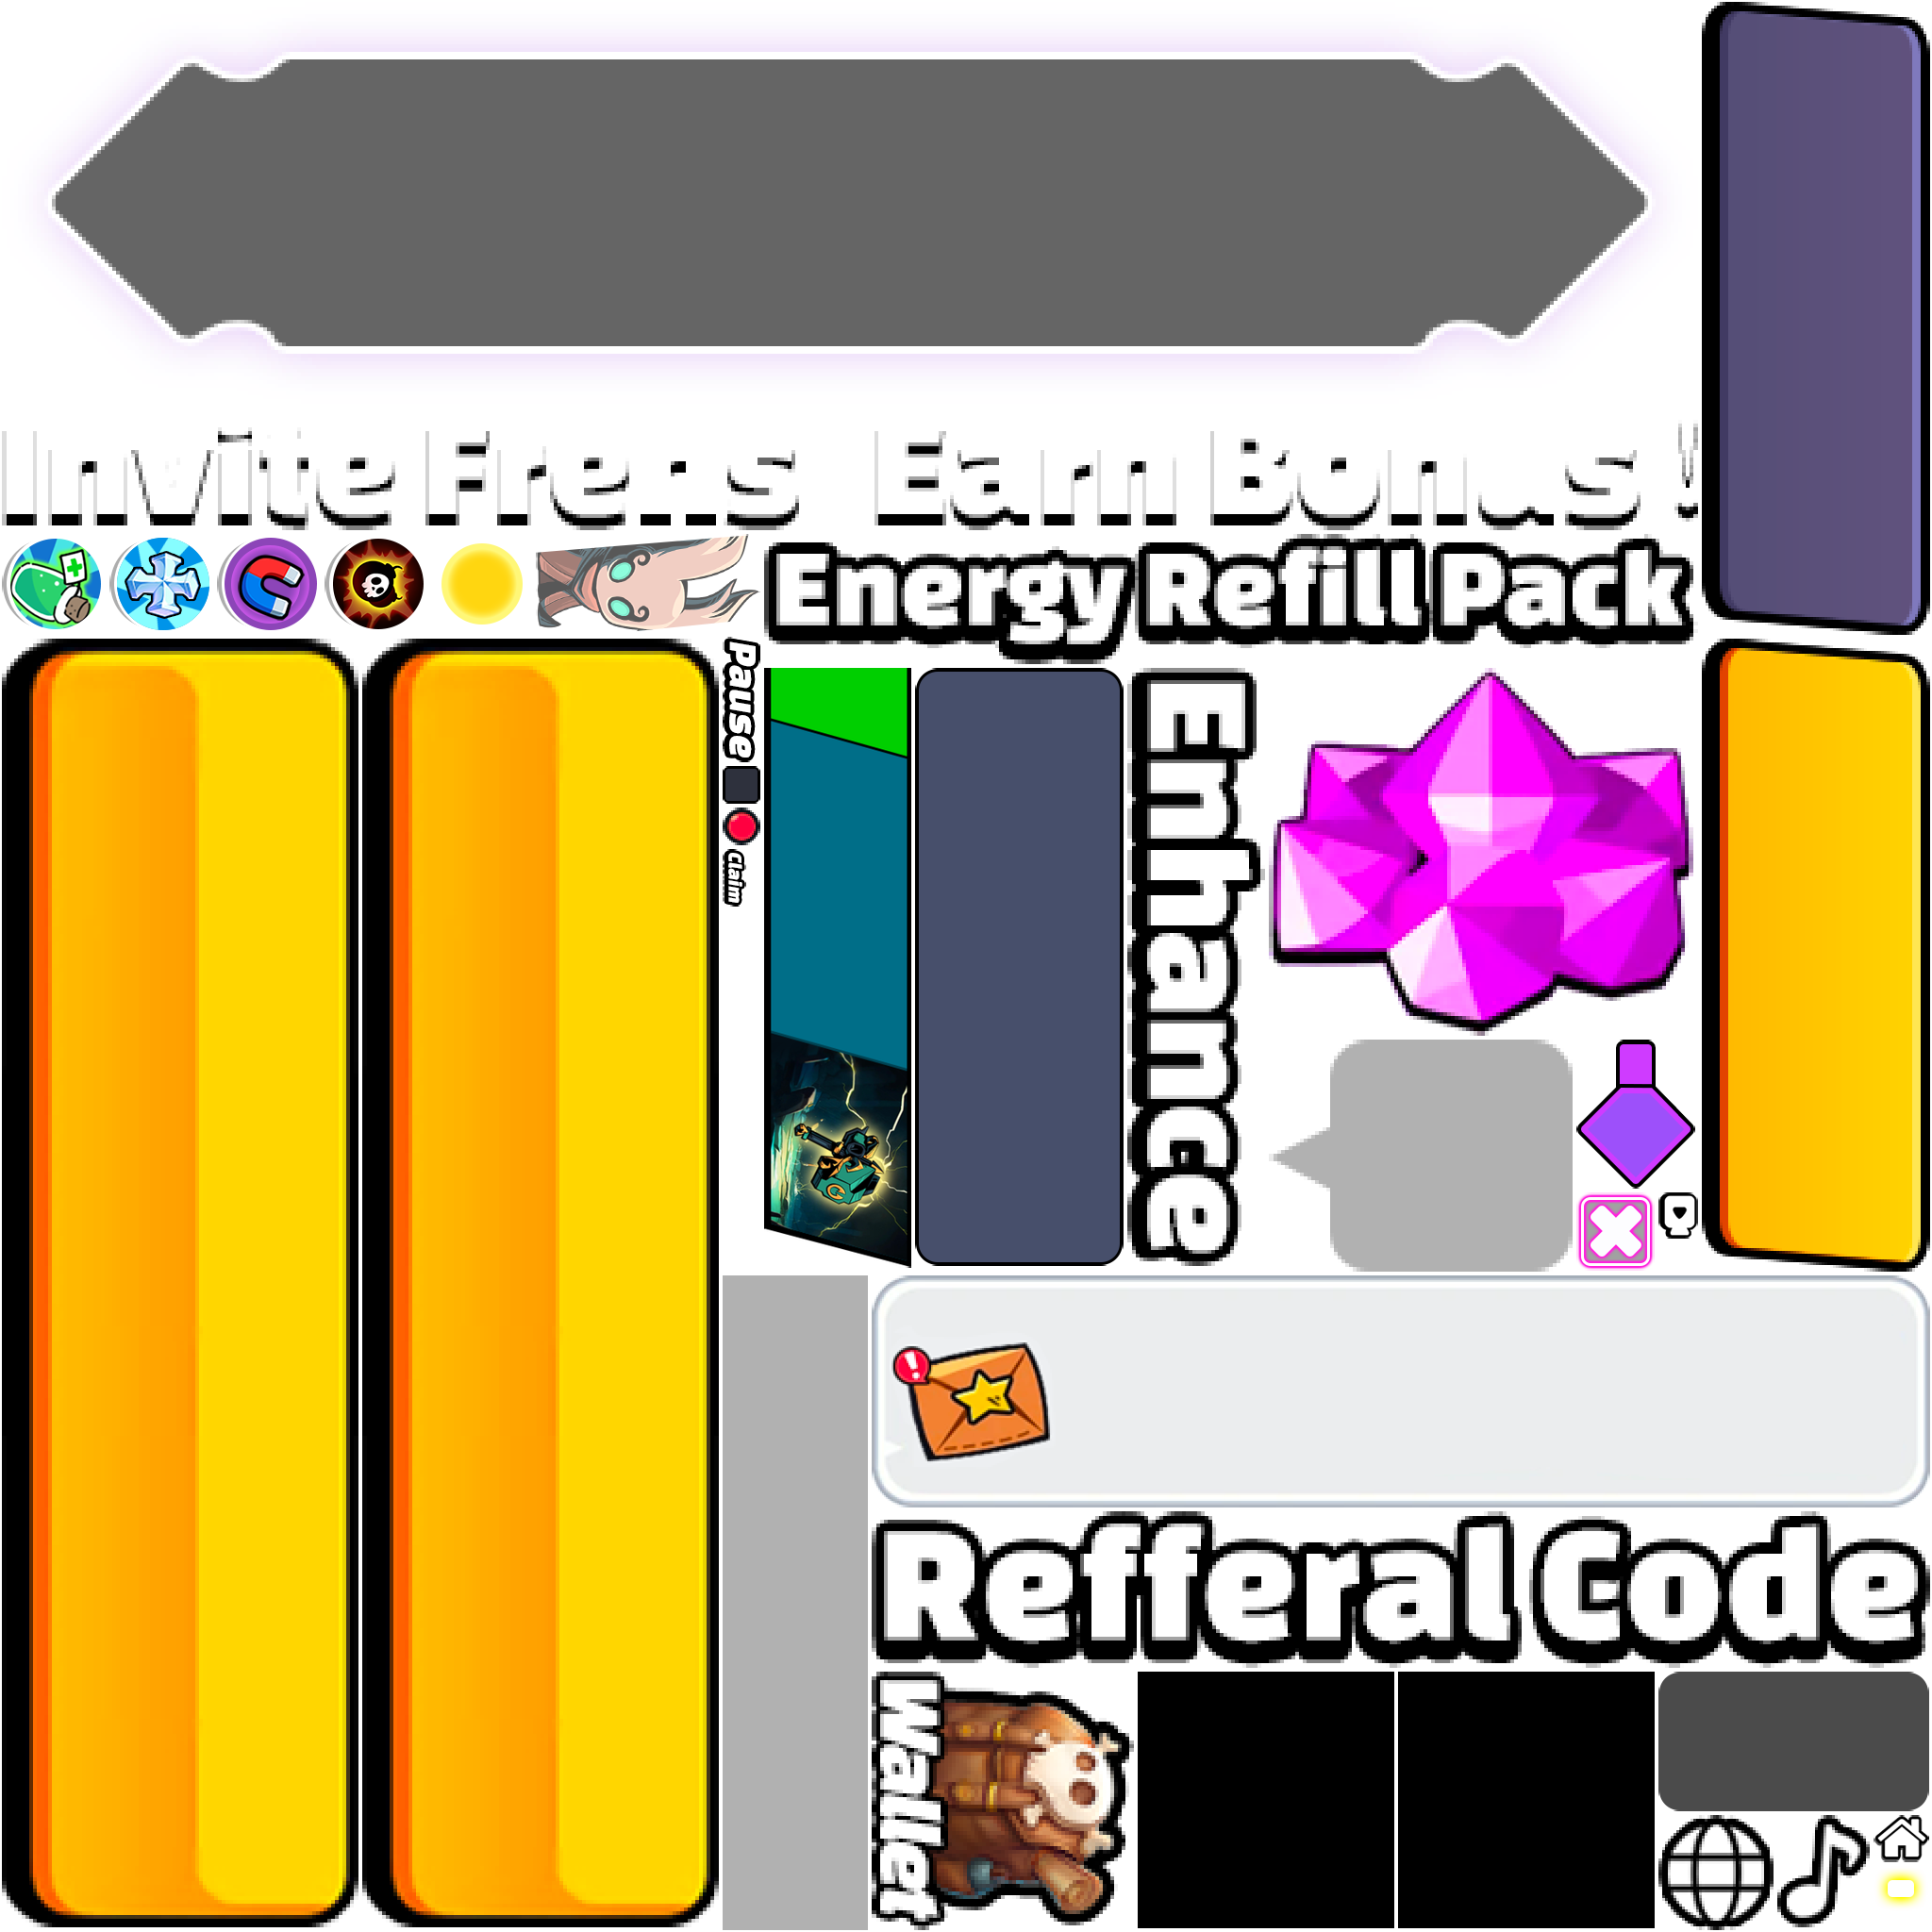 Invite Frens Earn Bonus !
Energy Refill Pack
Pause
Claim
Enhance
!
Refferal Code
Wallet